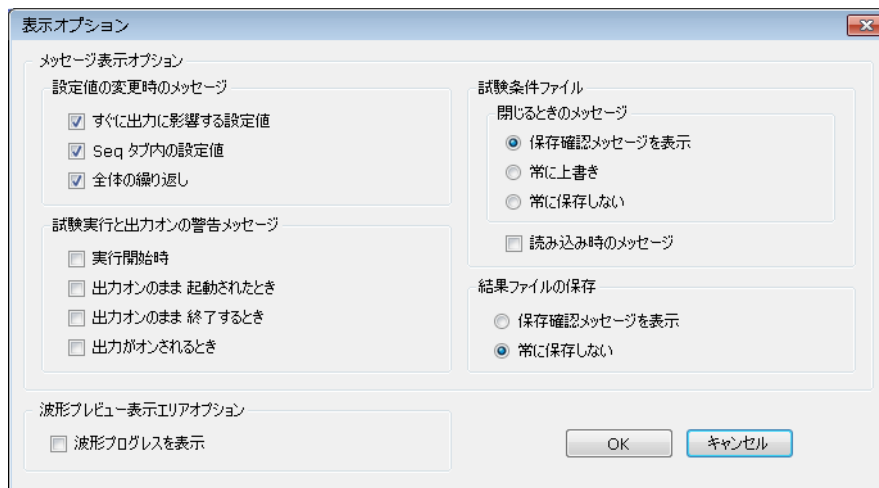 表示オプション
メッセージ表示オプション
設定値の変更時のメッセージ
すぐに出力に影響する設定値
Seq タブ内の設定値
全体の繰り返し
試験実行と出力オンの警告メッセージ
実行開始時
出力オンのまま 起動されたとき
出力オンのまま 終了するとき
出力がオンされるとき
試験条件ファイル
閉じるときのメッセージ
保存確認メッセージを表示
常に上書き
常に保存しない
読み込み時のメッセージ
結果ファイルの保存
保存確認メッセージを表示
常に保存しない
波形プレビュー表示エリアオプション
波形プログレスを表示
OK
キャンセル